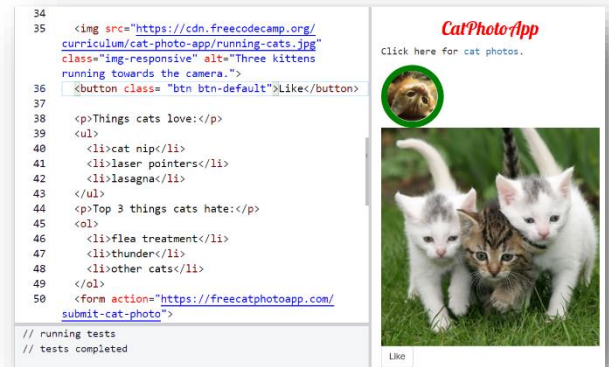 34
35 <img src="https://cdn.freecodecamp.org/
curriculum/cat-photo-app/running-cats.jpg"
class="img-responsive" alt="Three kittens
running towards the camera.">
36 <button class= "btn btn-default">Like</button>
37
38 <p>Things cats love:</p>
39 <ul>
40 <li>cat nip</li>
41 <li>laser pointers</li>
42 <li>lasagna</li>
43 </ul>
44 <p>Top 3 things cats hate:</p>
45 <ol>
46 <li>flea treatment</li>
47 <li>thunder</li>
48 <li>other cats</li>
49 </ol>
50 <form action="https://freecatphotoapp.com/
submit-cat-photo">
// running tests
// tests completed
CatPhotoApp
Click here for cat photos.
Like